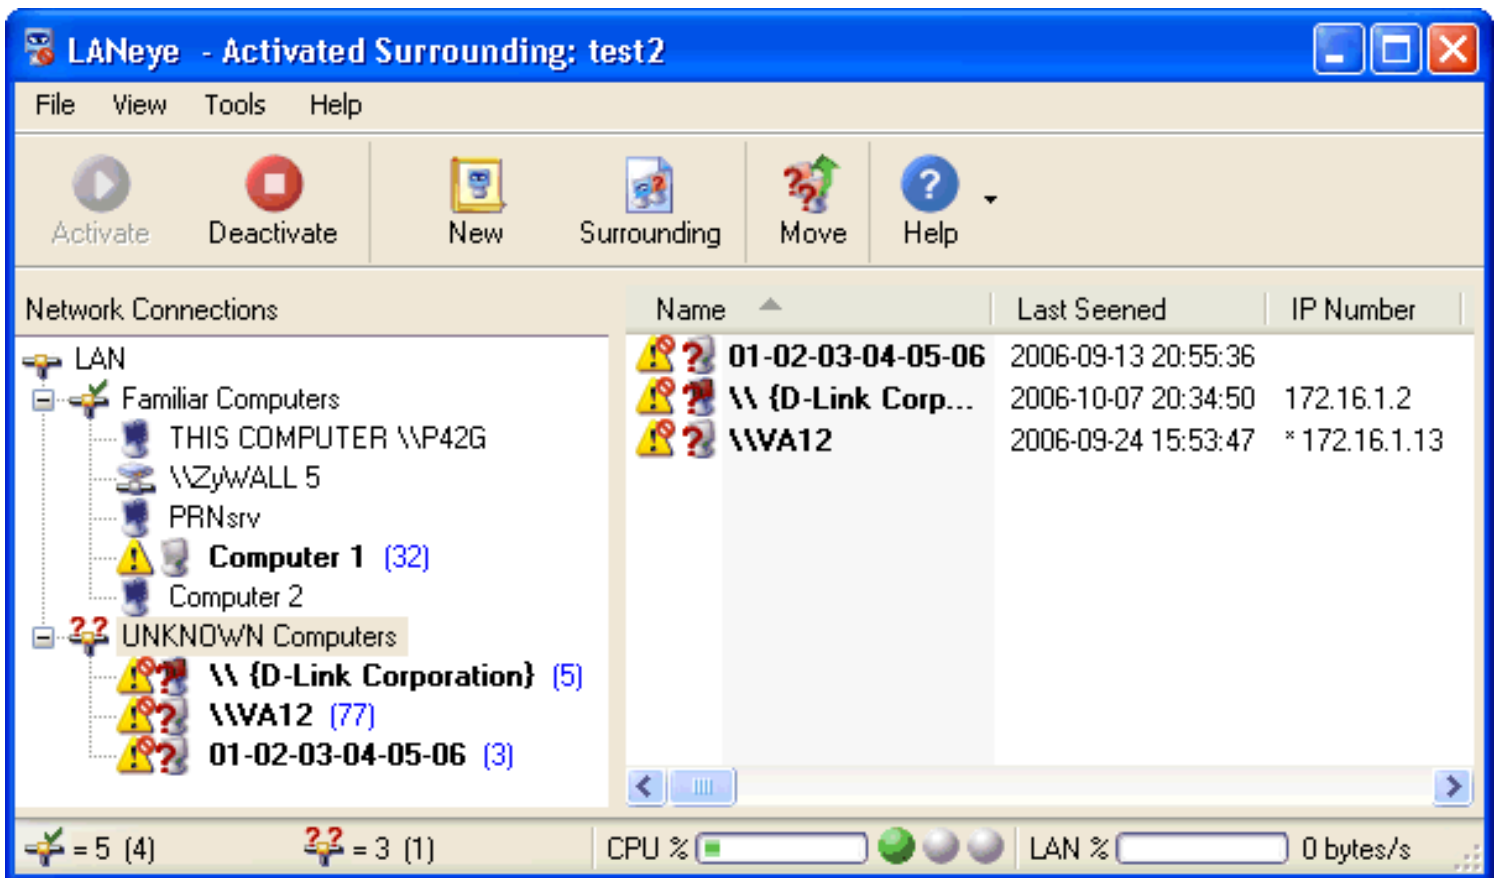 LANeye - Activated Surrounding: test2
File View Tools Help
Activate Deactivate New Surrounding Move Help
Network Connections
LAN
Familiar Computers
THIS COMPUTER \\P42G
\\ZyWALL 5
PRNsrv
Computer 1 (32)
Computer 2
UNKNOWN Computers
\\ {D-Link Corporation} (5)
\\VA12 (77)
01-02-03-04-05-06 (3)
Name Last Seened IP Number
01-02-03-04-05-06 2006-09-13 20:55:36
\\ {D-Link Corp... 2006-10-07 20:34:50 172.16.1.2
\\VA12 2006-09-24 15:53:47 * 172.16.1.13
= 5 (4) = 3 (1) CPU % LAN % 0 bytes/s